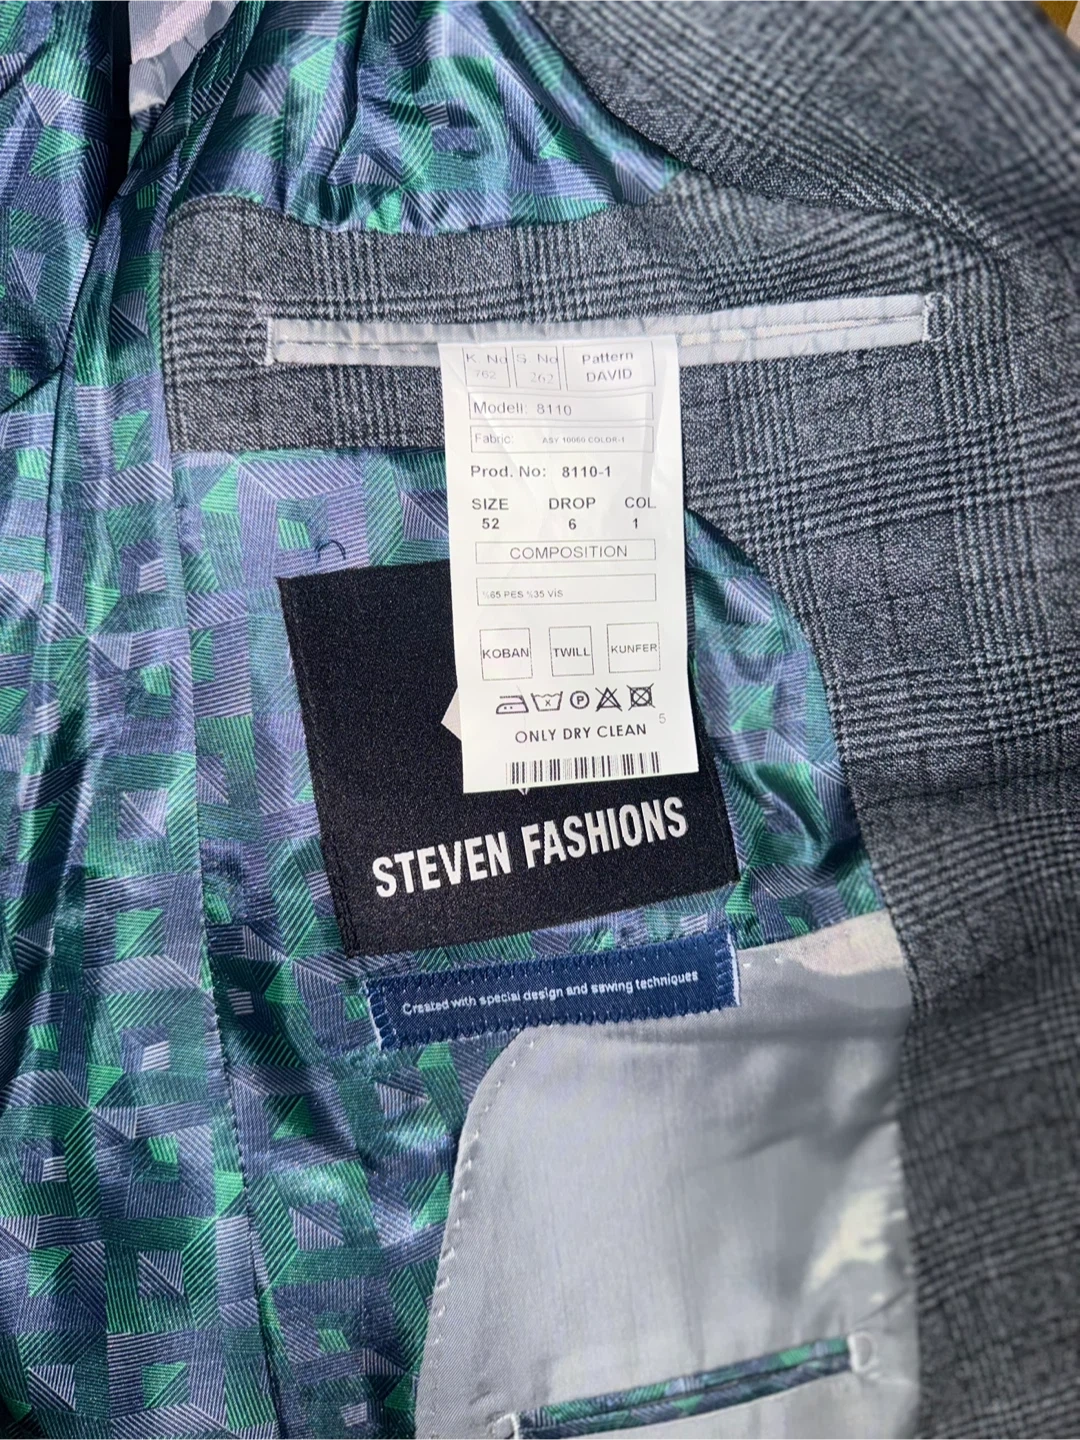 K. No S. No Pattern
762 262 DAVID
Modell: 8110
Fabric: ASY 10060 COLOR-1
Prod. No: 8110-1
SIZE DROP COL
52 6 1
COMPOSITION
%65 PES %35 VİS
KOBAN TWILL KUNFER
X P
ONLY DRY CLEAN 5
STEVEN FASHIONS
Created with special design and sewing techniques